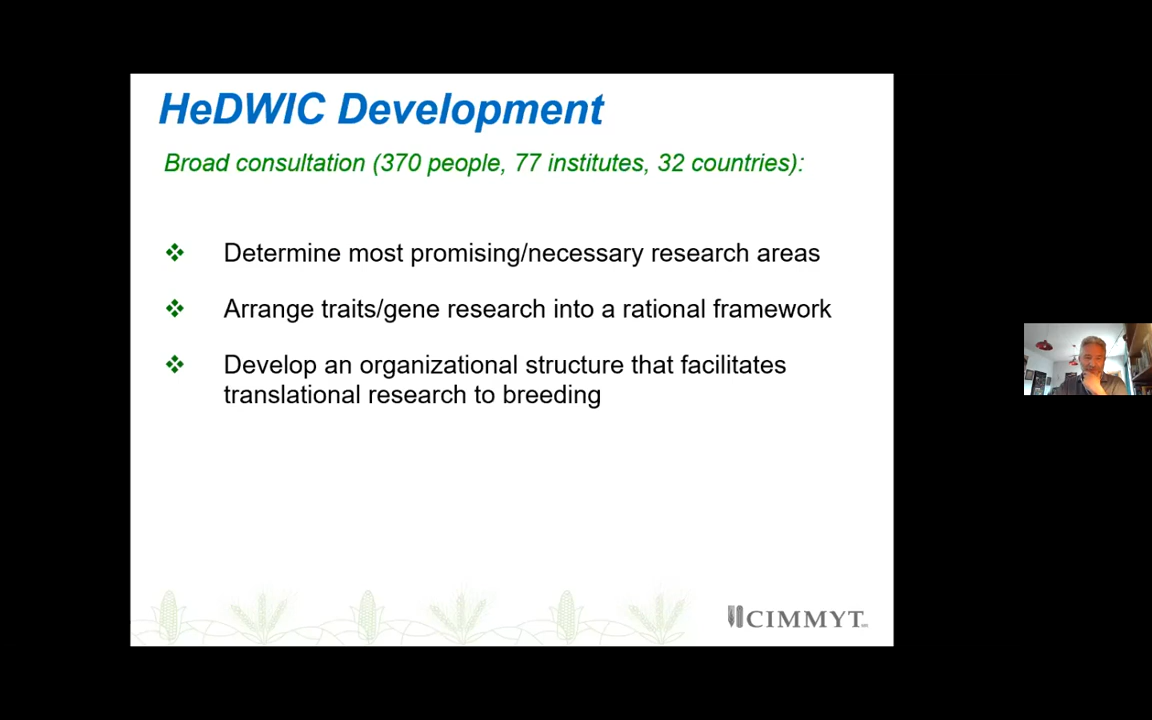 HeDWIC Development
Broad consultation (370 people, 77 institutes, 32 countries):
Determine most promising/necessary research areas
Arrange traits/gene research into a rational framework
Develop an organizational structure that facilitates
translational research to breeding
CIMMYT